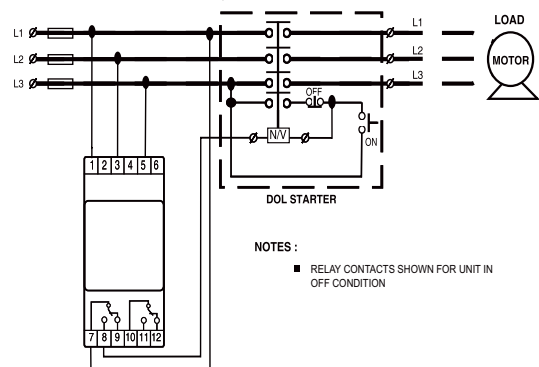 L1 L1 LOAD
L2 L2 MOTOR
L3 L3
OFF
N/V
ON
1 2 3 4 5 6
DOL STARTER
NOTES :
■ RELAY CONTACTS SHOWN FOR UNIT IN
OFF CONDITION
7 8 9 10 11 12